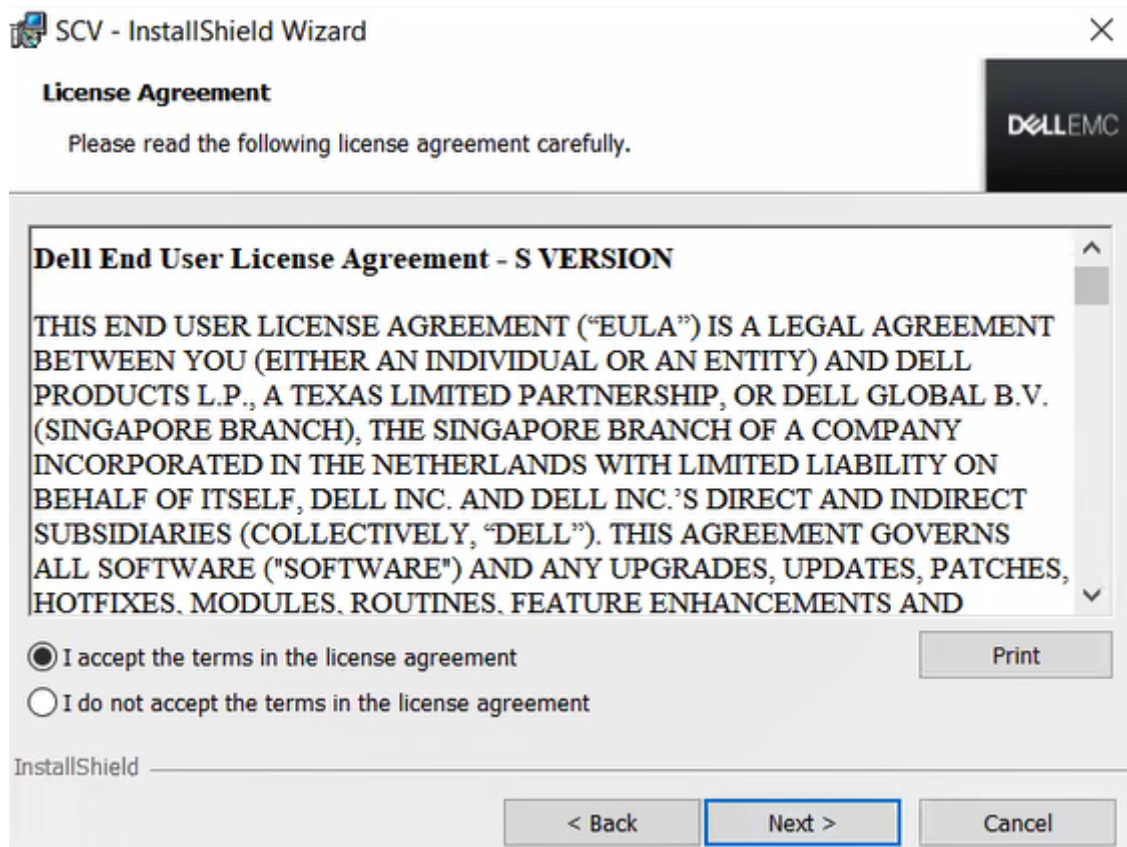 SCV - InstallShield Wizard
License Agreement
Please read the following license agreement carefully.
DELLEMC
Dell End User License Agreement - S VERSION
THIS END USER LICENSE AGREEMENT (“EULA”) IS A LEGAL AGREEMENT
BETWEEN YOU (EITHER AN INDIVIDUAL OR AN ENTITY) AND DELL
PRODUCTS L.P., A TEXAS LIMITED PARTNERSHIP, OR DELL GLOBAL B.V.
(SINGAPORE BRANCH), THE SINGAPORE BRANCH OF A COMPANY
INCORPORATED IN THE NETHERLANDS WITH LIMITED LIABILITY ON
BEHALF OF ITSELF, DELL INC. AND DELL INC.’S DIRECT AND INDIRECT
SUBSIDIARIES (COLLECTIVELY, “DELL”). THIS AGREEMENT GOVERNS
ALL SOFTWARE ("SOFTWARE") AND ANY UPGRADES, UPDATES, PATCHES,
HOTFIXES, MODULES, ROUTINES, FEATURE ENHANCEMENTS AND
I accept the terms in the license agreement
Print
I do not accept the terms in the license agreement
InstallShield
< Back
Next >
Cancel